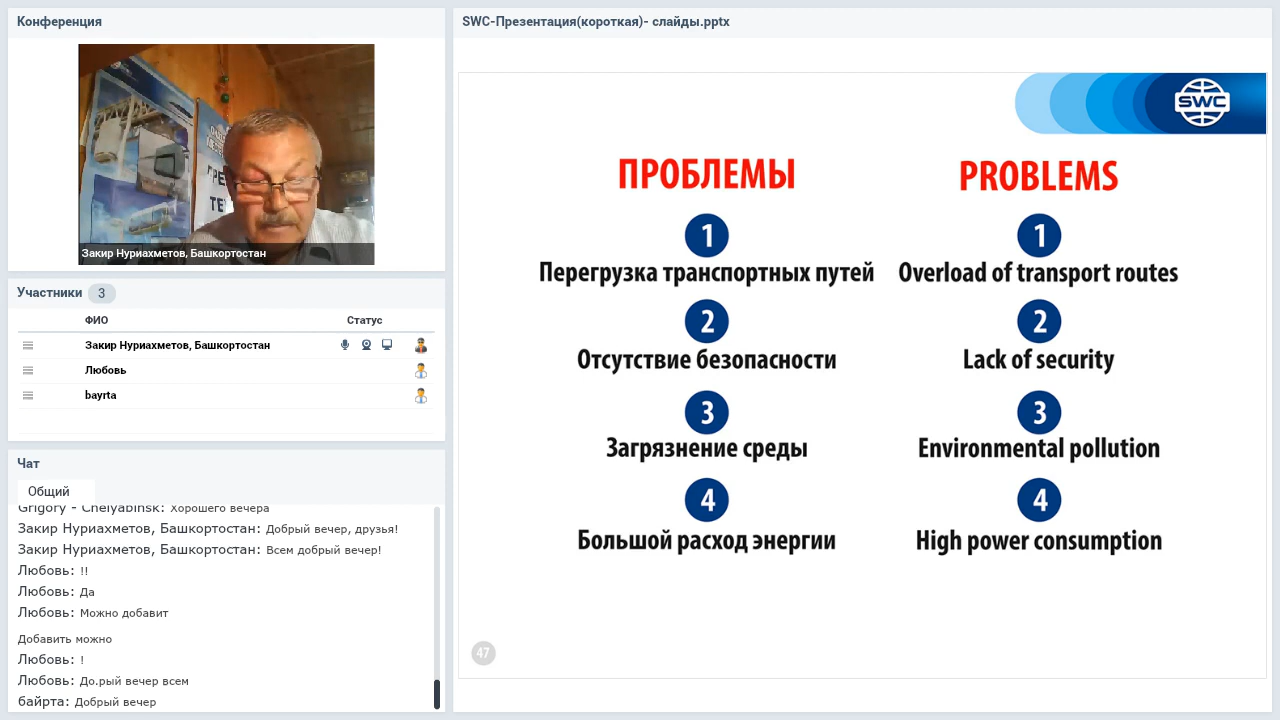 Конференция
Закир Нуриахметов, Башкортостан
Участники 3
ФИО Статус
Закир Нуриахметов, Башкортостан
Любовь
bayrta
Чат
Общий
Grigory - Chelyabinsk: Хорошего вечера
Закир Нуриахметов, Башкортостан: Добрый вечер, друзья!
Закир Нуриахметов, Башкортостан: Всем добрый вечер!
Любовь: !!
Любовь: Да
Любовь: Можно добавит
Добавить можно
Любовь: !
Любовь: До.рый вечер всем
байрта: Добрый вечер
SWC-Презентация(короткая)- слайды.pptx
SWC
ПРОБЛЕМЫ PROBLEMS
1 1
Перегрузка транспортных путей Overload of transport routes
2 2
Отсутствие безопасности Lack of security
3 3
Загрязнение среды Environmental pollution
4 4
Большой расход энергии High power consumption
47